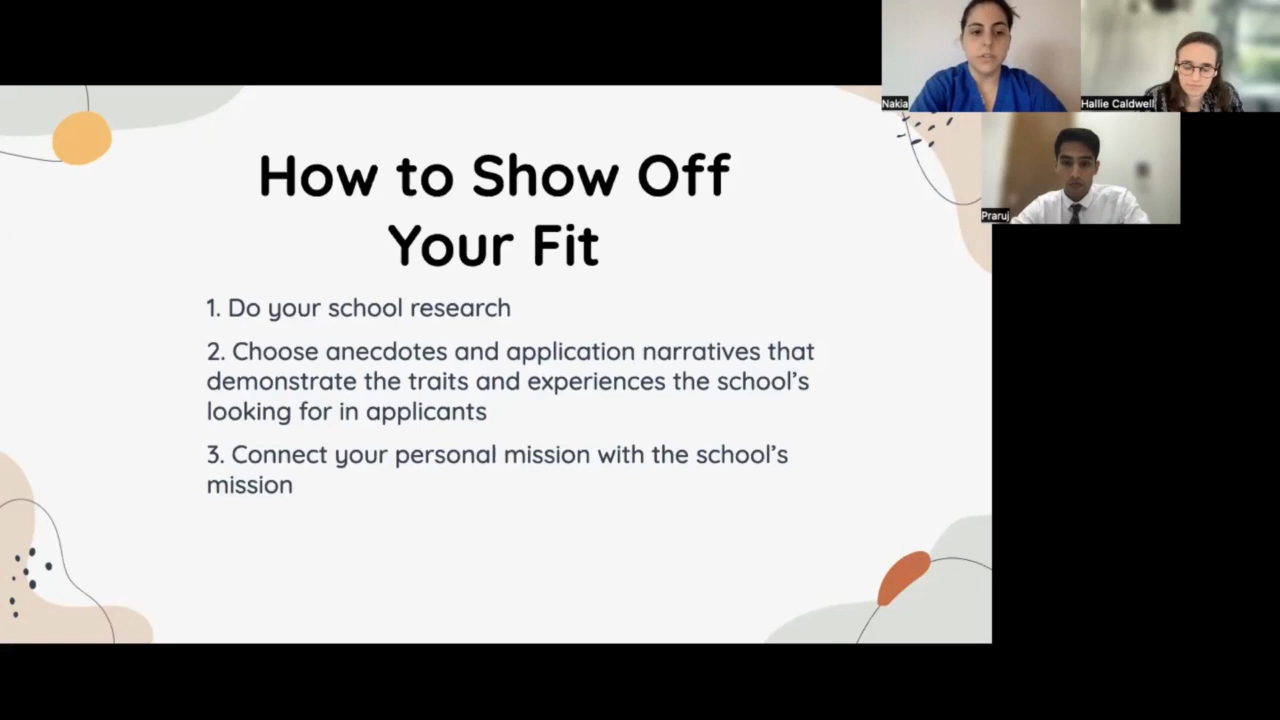 Nakia
Hallie Caldwell
Praruj
How to Show Off
Your Fit
1. Do your school research
2. Choose anecdotes and application narratives that
demonstrate the traits and experiences the school’s
looking for in applicants
3. Connect your personal mission with the school’s
mission